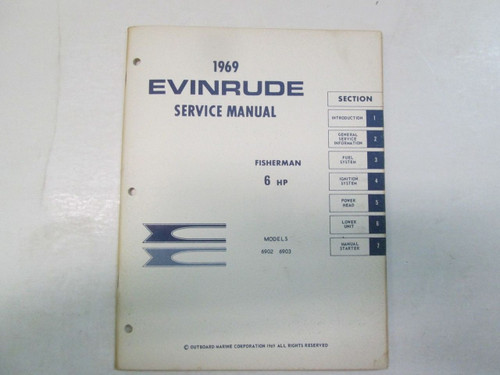 1969
EVINRUDE
SERVICE MANUAL
FISHERMAN
6 HP
MODELS
6902 6903
SECTION
INTRODUCTION 1
GENERAL
SERVICE
INFORMATION 2
FUEL
SYSTEM 3
IGNITION
SYSTEM 4
POWER
HEAD 5
LOWER
UNIT 6
MANUAL
STARTER 7
© OUTBOARD MARINE CORPORATION 1969 ALL RIGHTS RESERVED